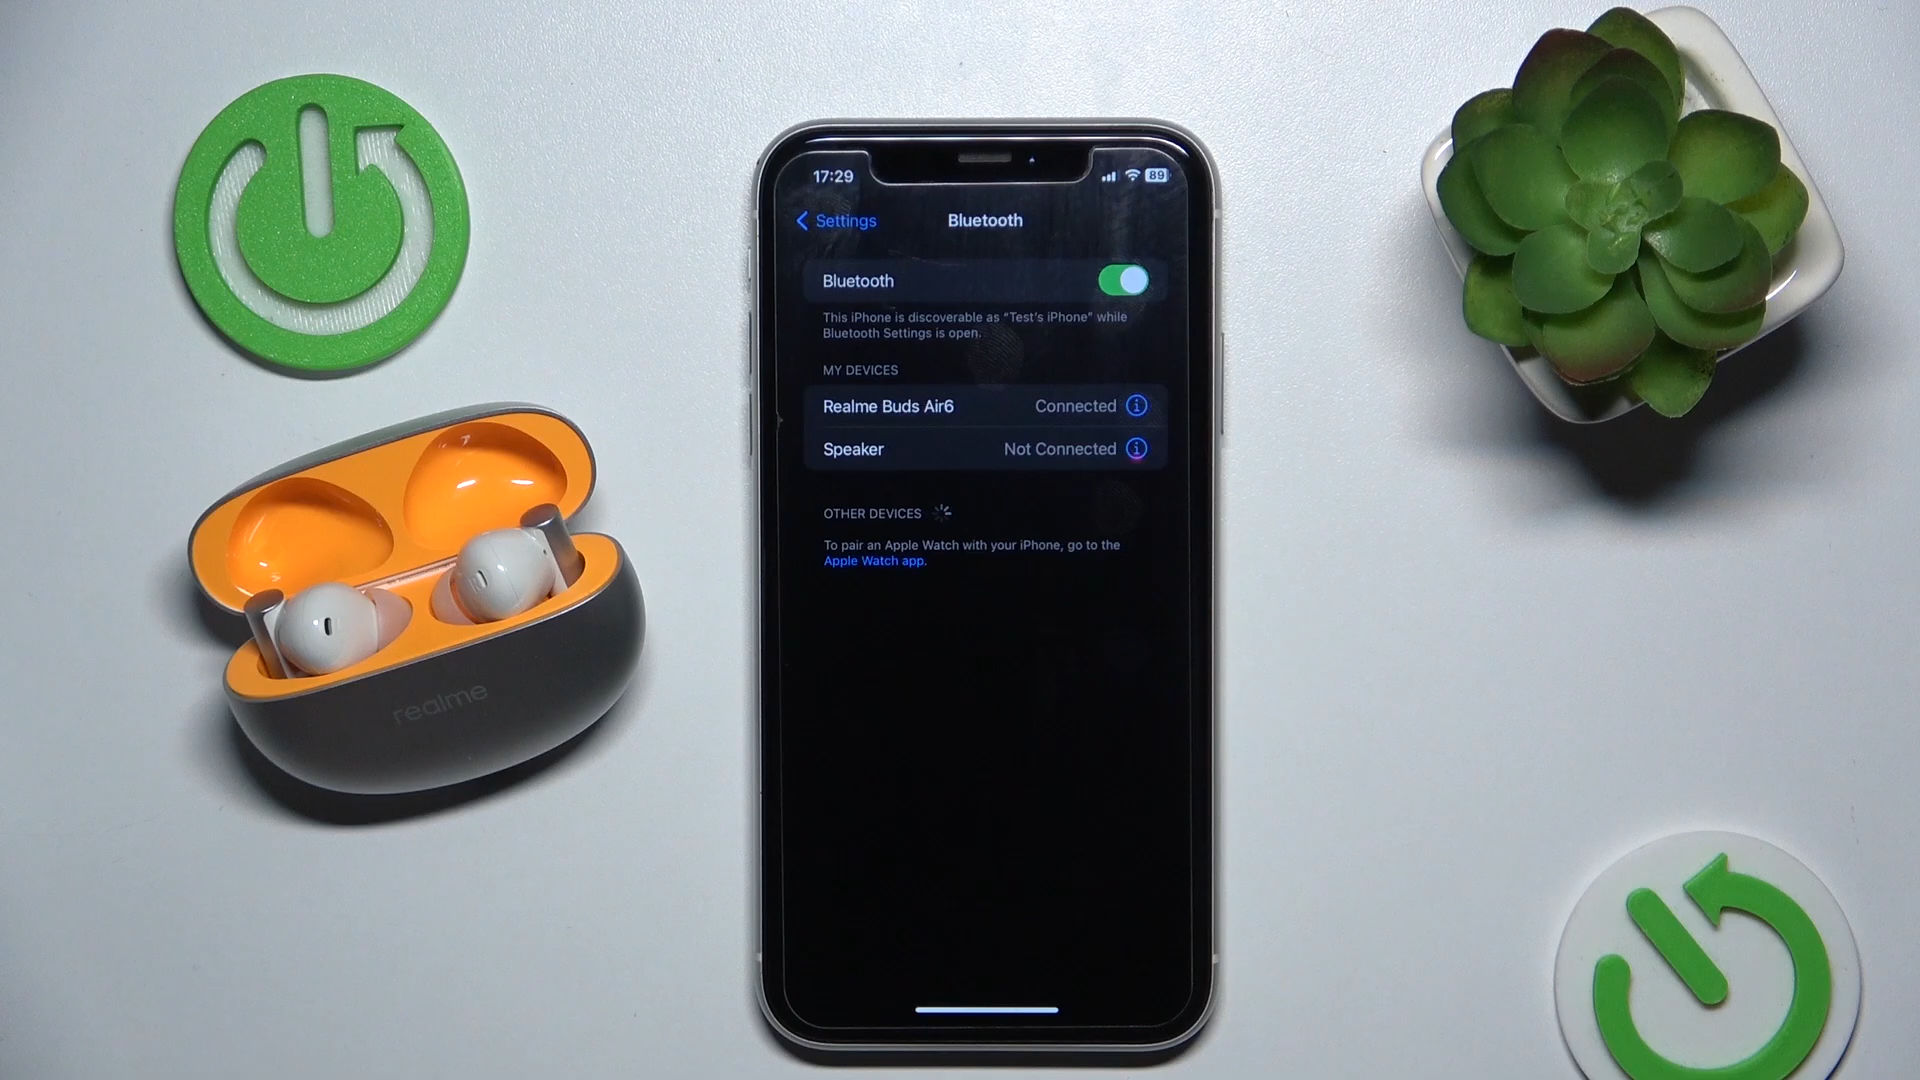 17:29
89
Settings
Bluetooth
Bluetooth
This iPhone is discoverable as “Test’s iPhone” while
Bluetooth Settings is open.
MY DEVICES
Realme Buds Air6 Connected
Speaker Not Connected
OTHER DEVICES
To pair an Apple Watch with your iPhone, go to the
Apple Watch app.
realme